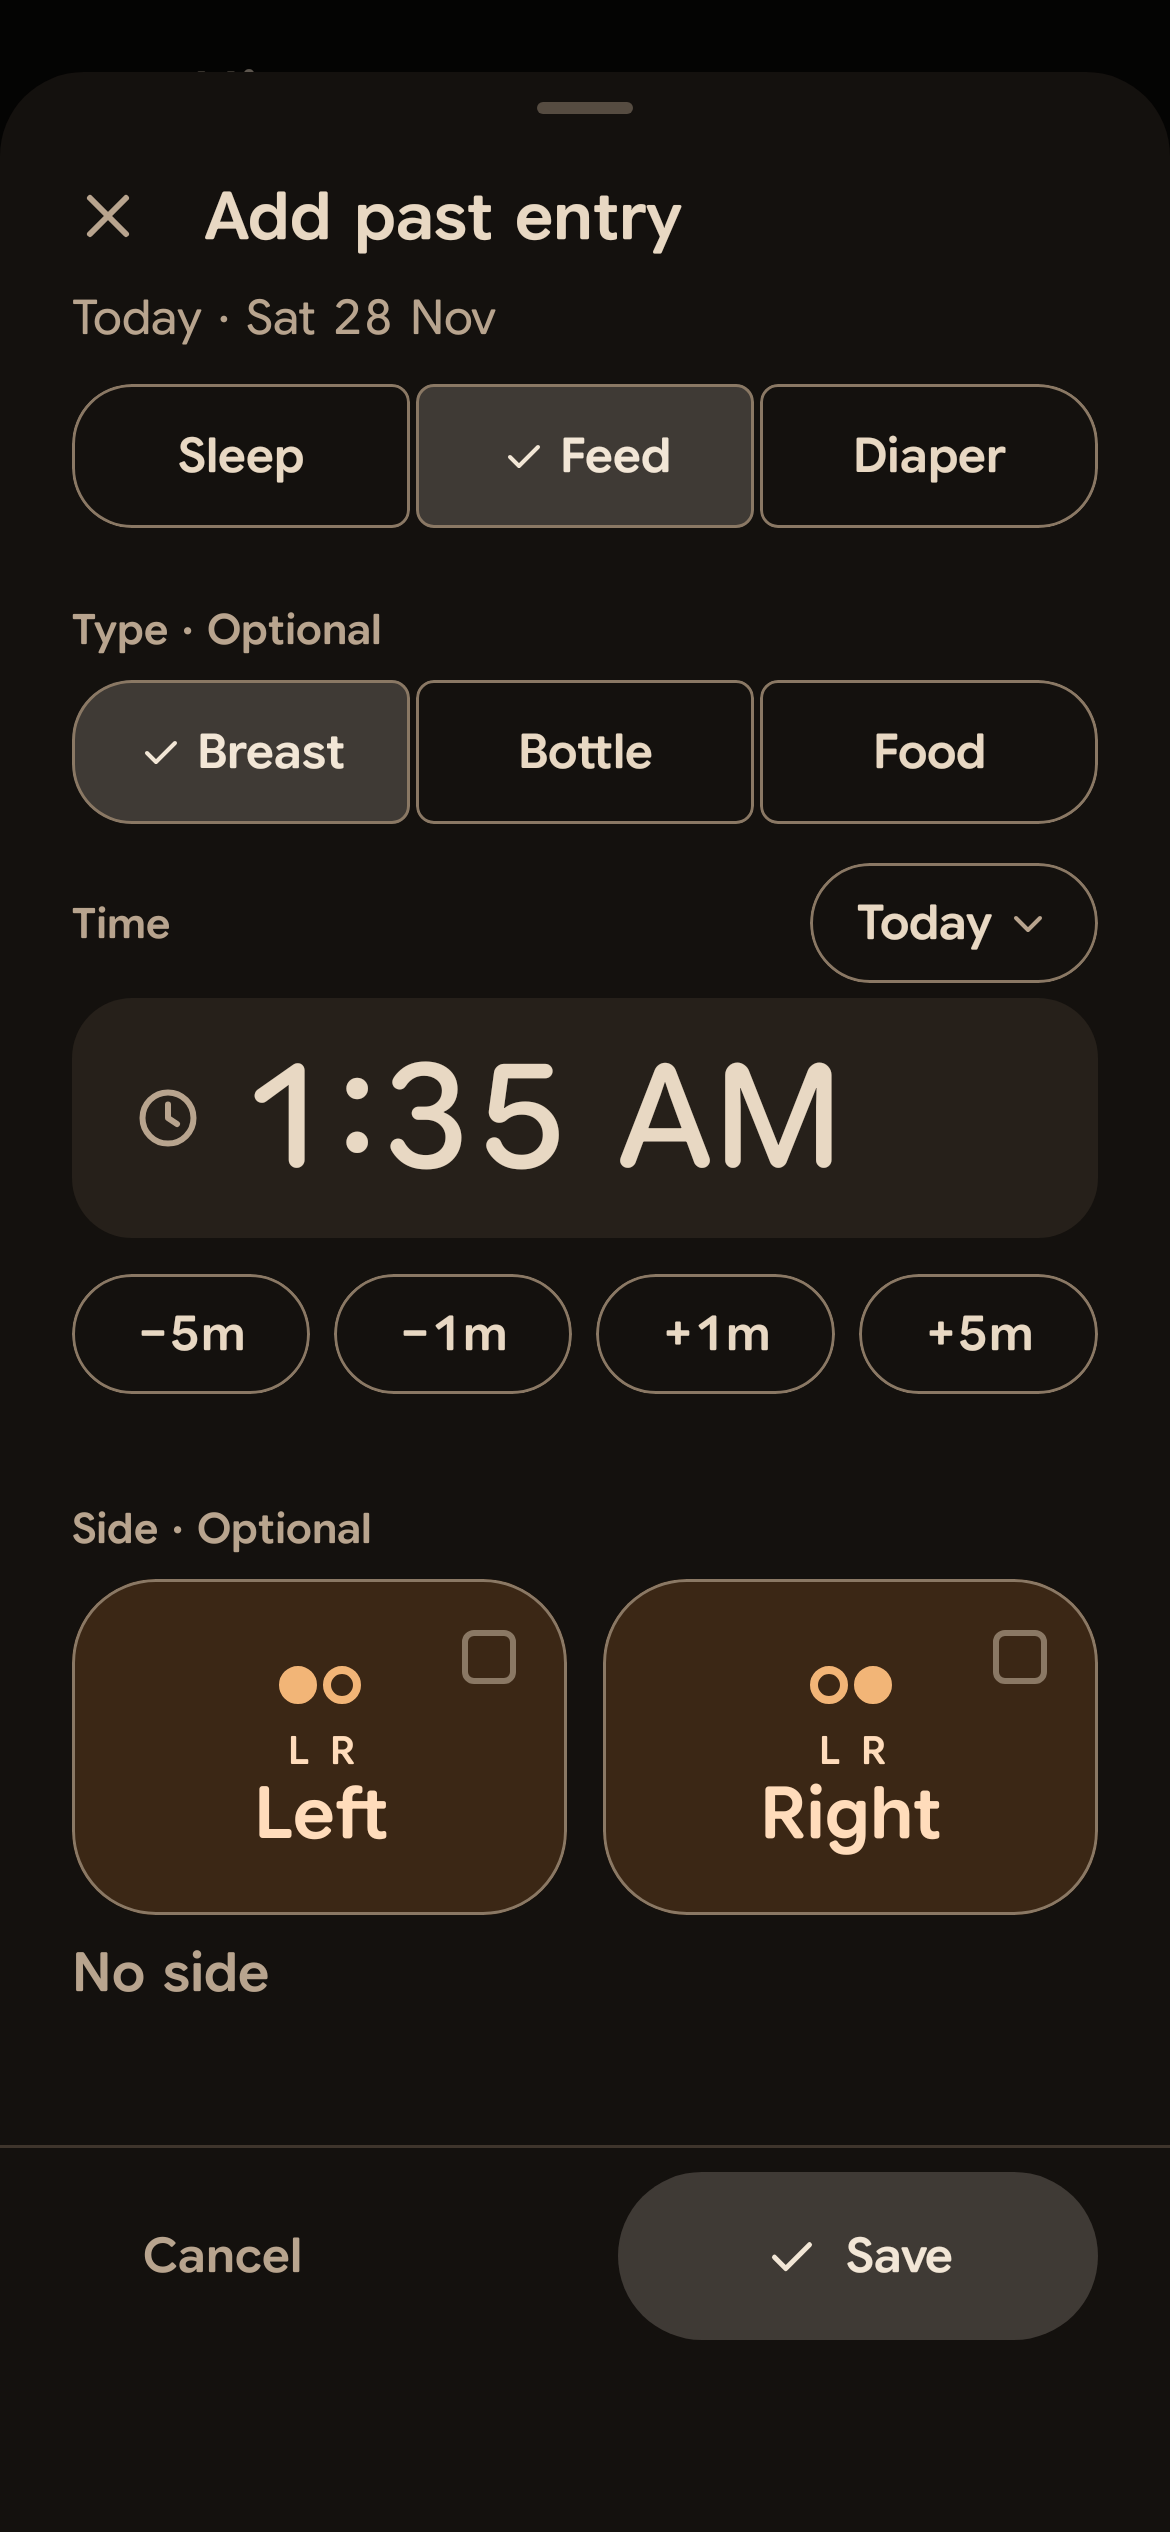 Add past entry
Today · Sat 28 Nov
Sleep
Feed
Diaper
Type · Optional
Breast
Bottle
Food
Time
Today
1:35 AM
−5m
−1m
+1m
+5m
Side · Optional
L R
Left
L R
Right
No side
Cancel
Save